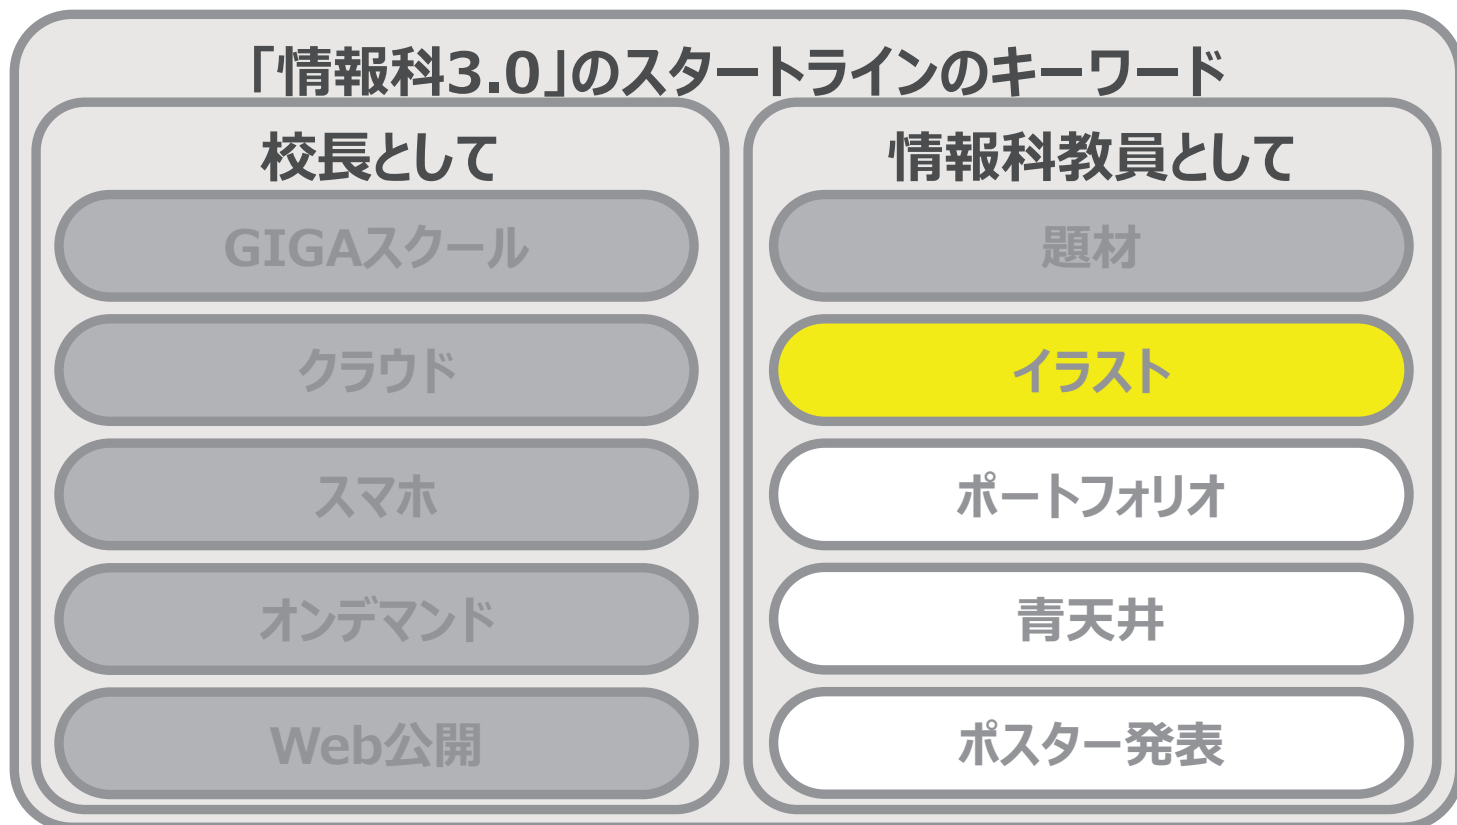 「情報科3.0」のスタートラインのキーワード
校長として
GIGAスクール
クラウド
スマホ
オンデマンド
Web公開
情報科教員として
題材
イラスト
ポートフォリオ
青天井
ポスター発表